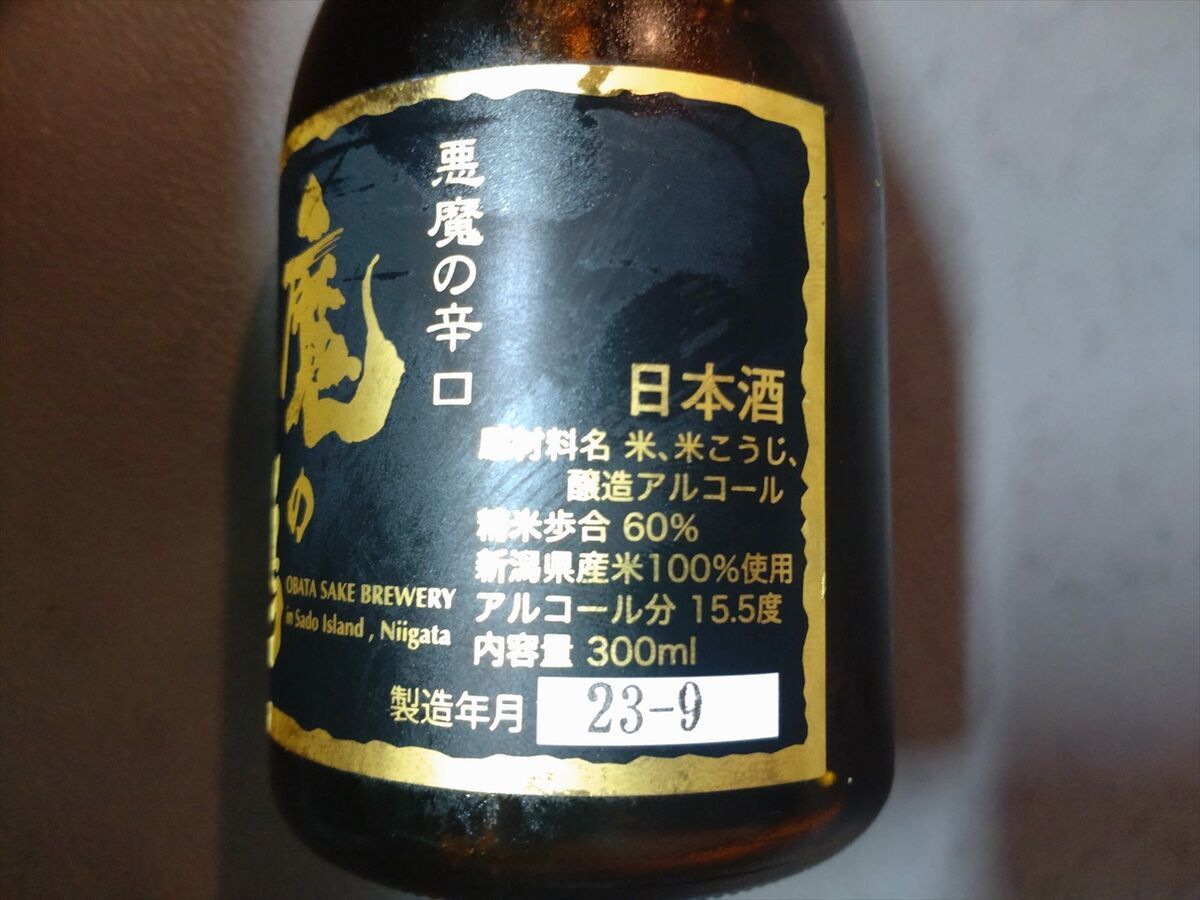 悪魔の辛口
魔の
OBATA SAKE BREWERY
in Sado Island , Niigata
日本酒
原材料名 米、米こうじ、
醸造アルコール
精米歩合 60%
新潟県産米100%使用
アルコール分 15.5度
内容量 300ml
製造年月 23-9